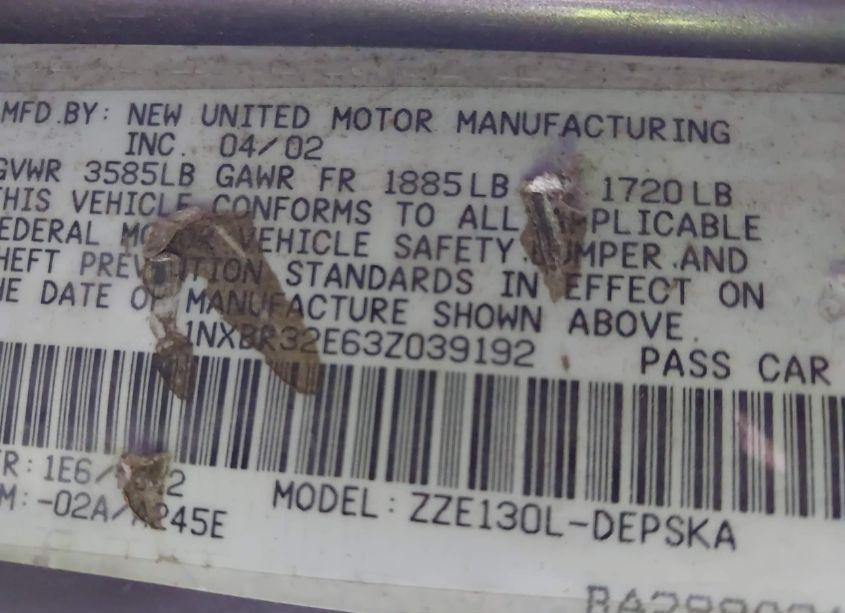 MFD.BY: NEW UNITED MOTOR MANUFACTURING
INC. 04/02
GVWR 3585LB GAWR FR 1885LB 1720LB
THIS VEHICLE CONFORMS TO ALL APPLICABLE
FEDERAL MOTOR VEHICLE SAFETY BUMPER AND
THEFT PREVENTION STANDARDS IN EFFECT ON
THE DATE OF MANUFACTURE SHOWN ABOVE.
1NXBR32E63Z039192 PASS CAR
MODEL: ZZE130L-DEPSKA